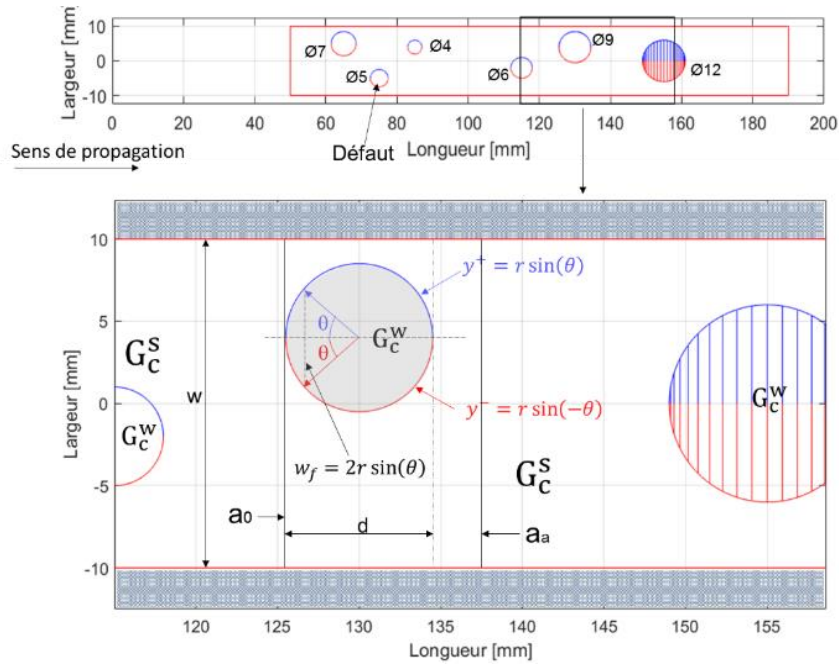 Largeur [mm]
10
0
-10
Ø7
Ø5
Ø4
Ø6
Ø9
Ø12
0 20 40 60 80 100 120 140 160 180 200
Sens de propagation
Défaut
Longueur [mm]
Largeur [mm]
10
5
0
-5
-10
y⁺ = r sin(θ)
θ
θ
G_c^w
G_c^s
w
G_c^w
y⁻ = r sin(−θ)
G_c^w
w_f = 2r sin(θ)
G_c^s
a₀
d
aₐ
120 125 130 135 140 145 150 155
Longueur [mm]